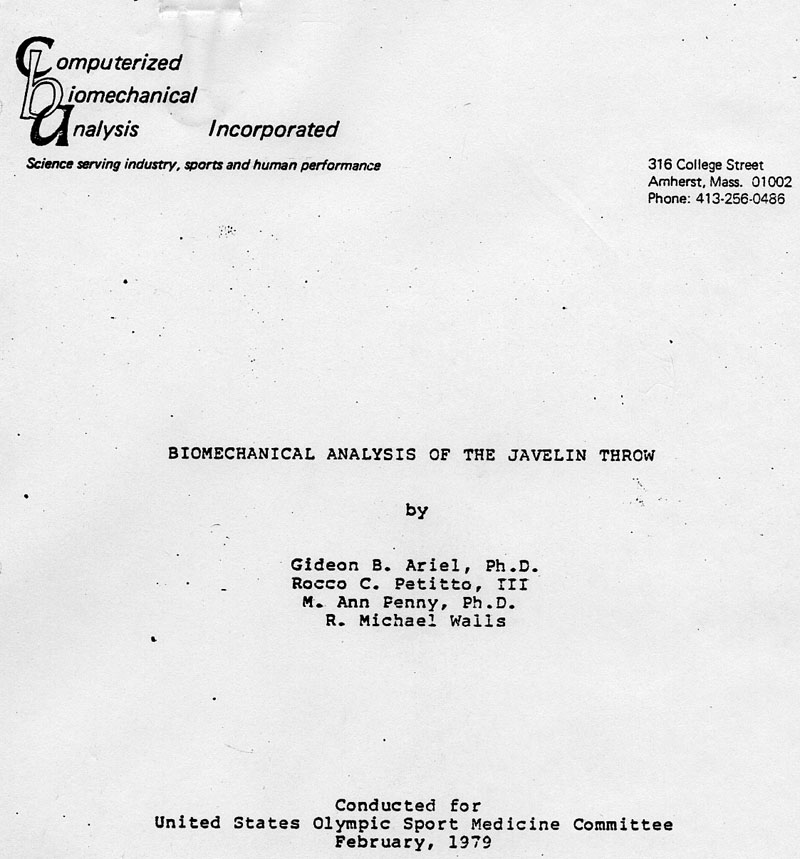 Computerized
biomechanical
analysis Incorporated
Science serving industry, sports and human performance
316 College Street
Amherst, Mass. 01002
Phone: 413-256-0486
BIOMECHANICAL ANALYSIS OF THE JAVELIN THROW
by
Gideon B. Ariel, Ph.D.
Rocco C. Petitto, III
M. Ann Penny, Ph.D.
R. Michael Walls
Conducted for
United States Olympic Sport Medicine Committee
February, 1979